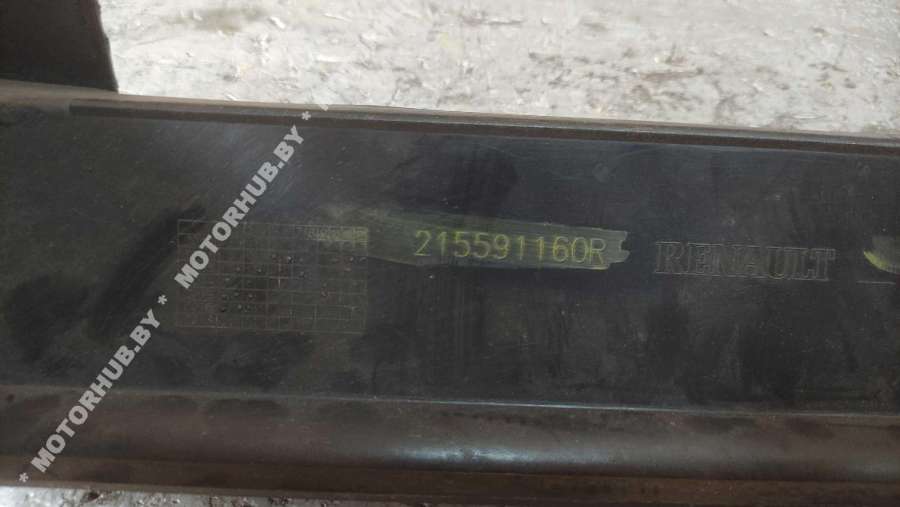 215591160R RENAULT
* MOTORHUB.BY * MOTORHUB.BY *